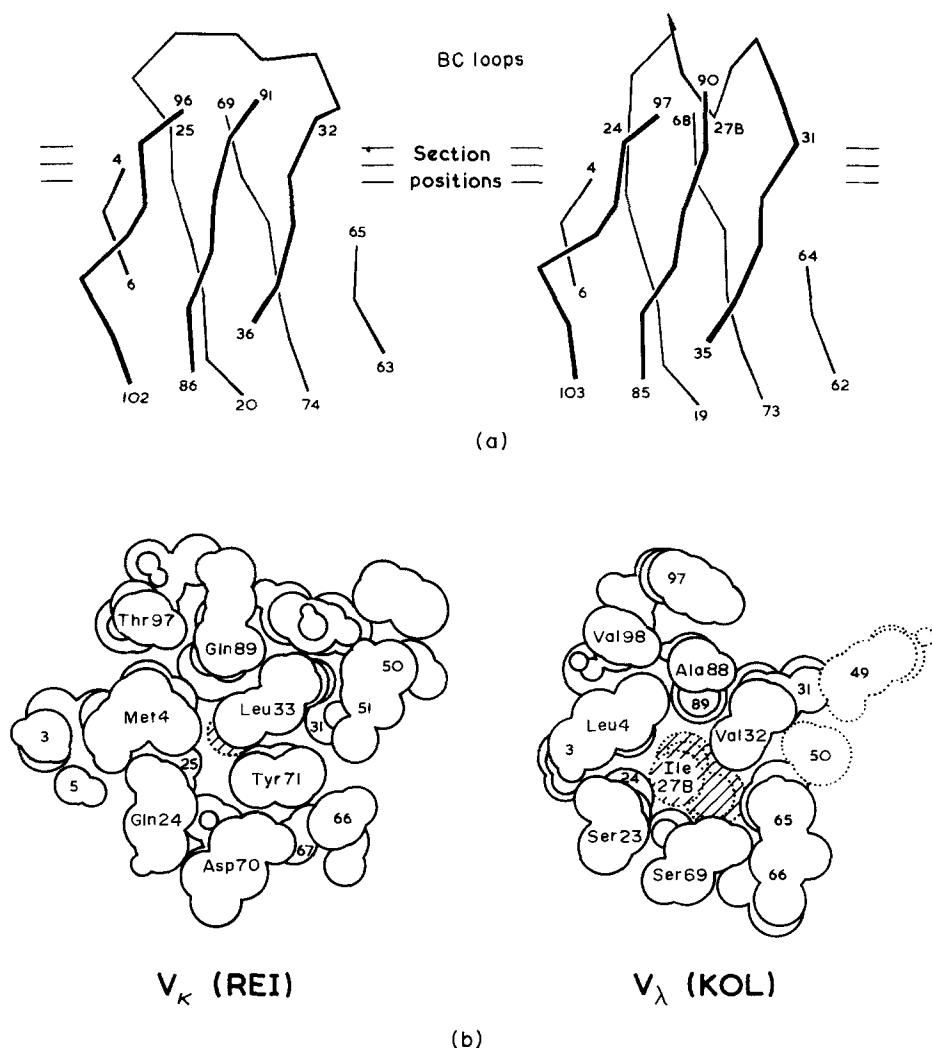 BC loops
96
69
91
25
32
4
65
6
36
63
102
86
20
74
Section
positions
90
97
24
68
27B
31
4
64
6
35
62
103
85
19
73
(a)
Thr97
Gln89
50
Leu33
Met4
31
51
3
25
Tyr71
5
Gln24
66
67
Asp70
97
Val98
Ala88
31
49
Leu4
89
Val32
3
50
Ile
27B
24
65
Ser23
Ser69
66
Vκ (REI)
Vλ (KOL)
(b)